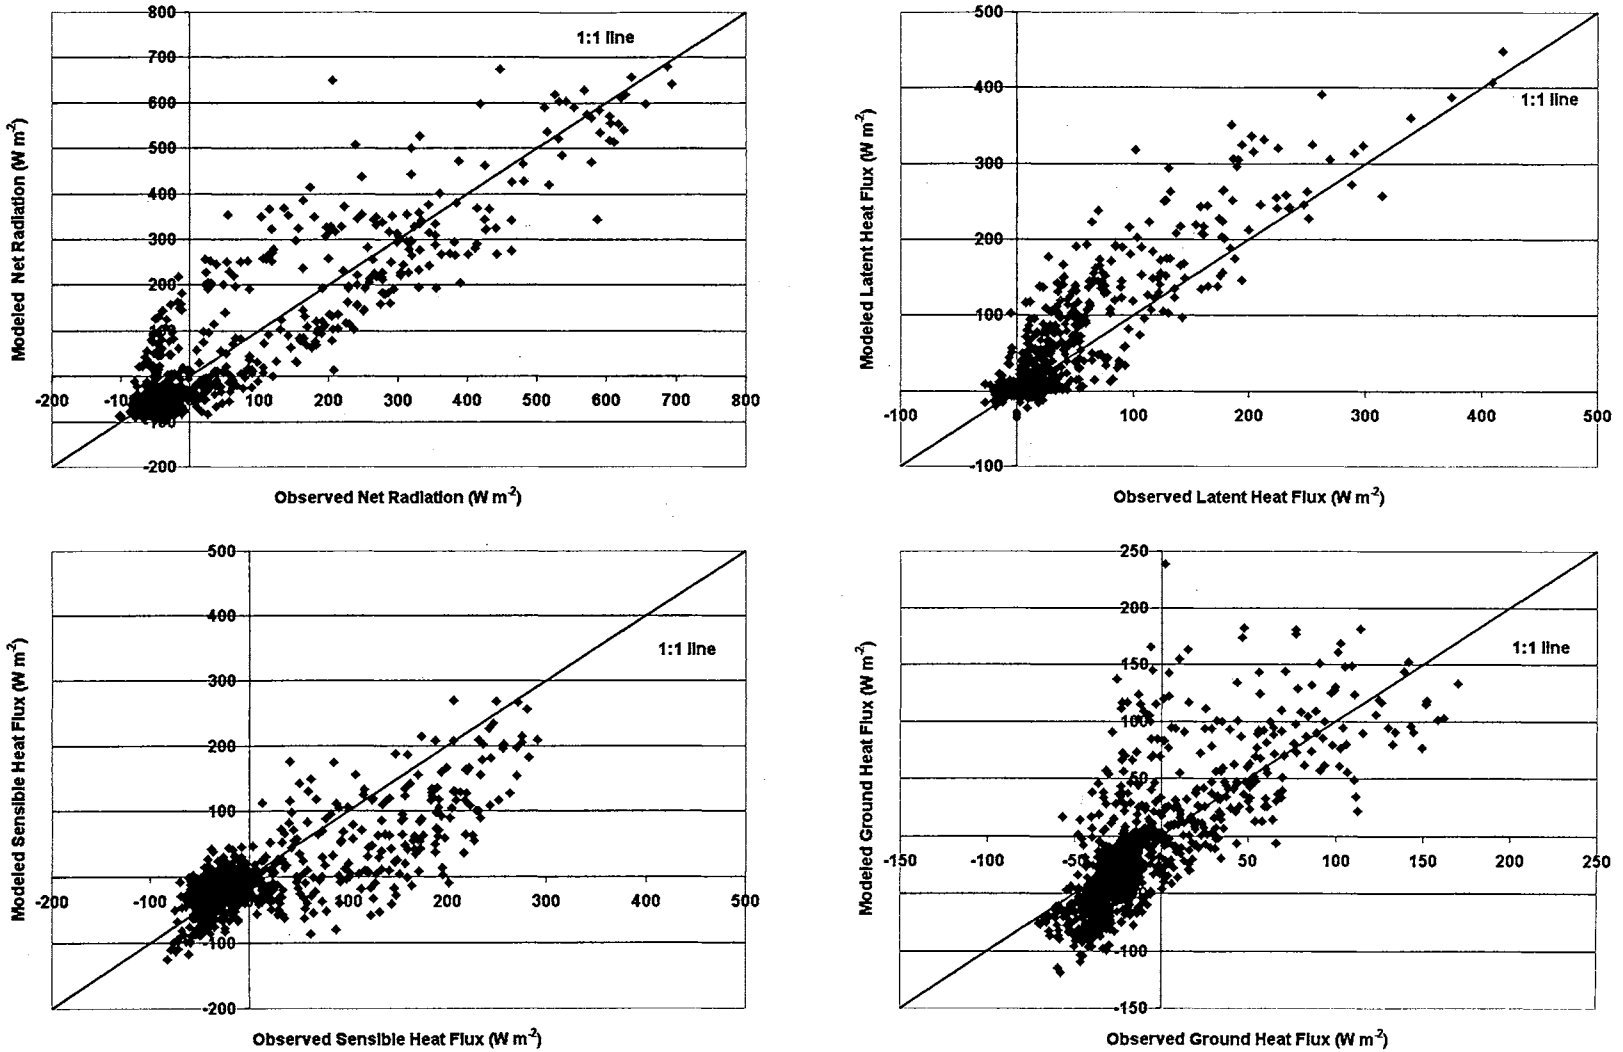 800
1:1 line
700
600
500
400
300
200
100
-200 -100 100 200 300 400 500 600 700 800
-100
-200
Modeled Net Radiation (W m-2)
Observed Net Radiation (W m-2)
500
400
1:1 line
300
200
100
-100 0 100 200 300 400 500
-100
Modeled Latent Heat Flux (W m-2)
Observed Latent Heat Flux (W m-2)
500
400
1:1 line
300
200
100
-200 -100 100 200 300 400 500
-100
-200
Modeled Sensible Heat Flux (W m-2)
Observed Sensible Heat Flux (W m-2)
250
200
1:1 line
150
100
50
-150 -100 -50 50 100 150 200 250
-100
-150
Modeled Ground Heat Flux (W m-2)
Observed Ground Heat Flux (W m-2)